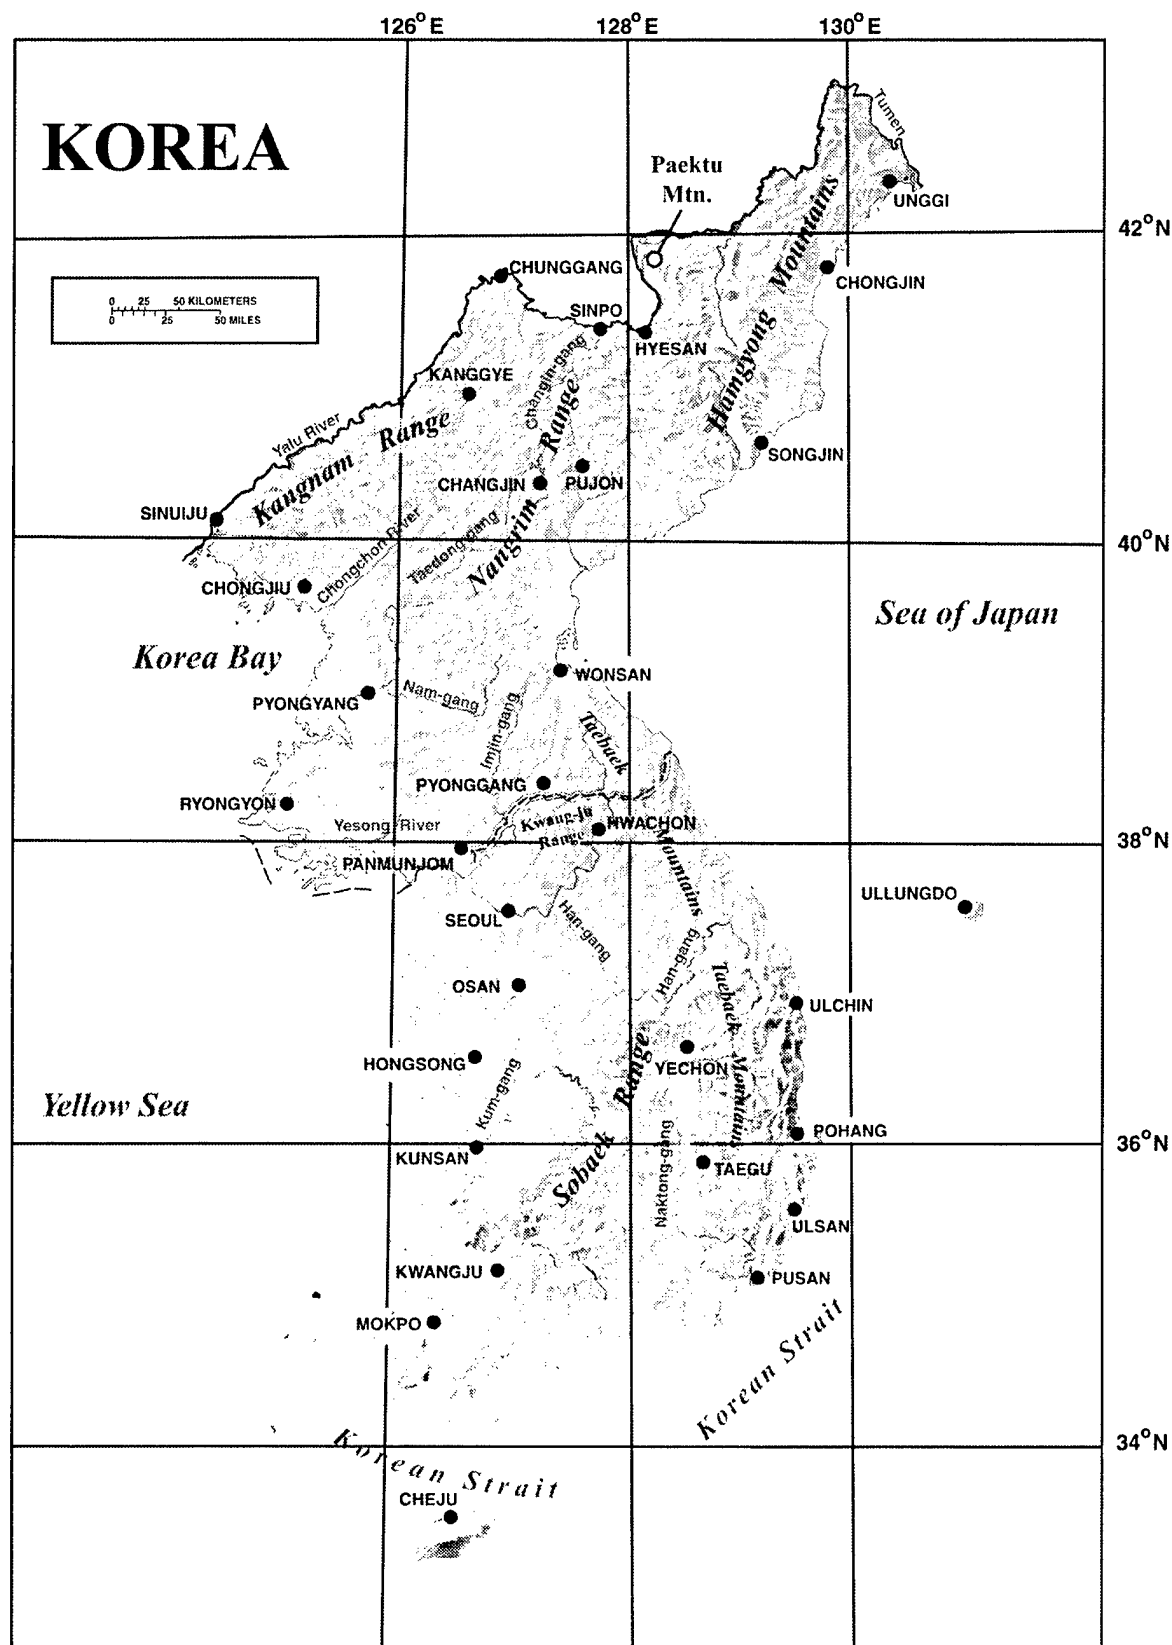 126°E 128°E 130°E
KOREA
Tumen
Paektu
Mtn.
UNGGI
42°N
CHUNGGANG
Hamgyong Mountains
CHONGJIN
0 25 50 KILOMETERS
0 25 50 MILES
SINPO
HYESAN
KANGGYE
Changjin-gang
Yalu River
Kangnam Range
SONGJIN
CHANGJIN
PUJON
Nangrim Range
SINUIJU
Chongchon River
Taedong-gang
40°N
CHONGJIU
Sea of Japan
Korea Bay
WONSAN
PYONGYANG
Nam-gang
Imjin-gang
Taebaek
Mountains
PYONGGANG
RYONGYON
Yesong River
Kwang-ju
Range
HWACHON
38°N
PANMUNJOM
ULLUNGDO
SEOUL
Han-gang
Han-gang
OSAN
Taebaek
Mountains
ULCHIN
HONGSONG
YECHON
Kum-gang
Sobaek Range
Yellow Sea
POHANG
36°N
KUNSAN
Naktong-gang
TAEGU
ULSAN
KWANGJU
PUSAN
MOKPO
Korean Strait
34°N
Korean Strait
CHEJU